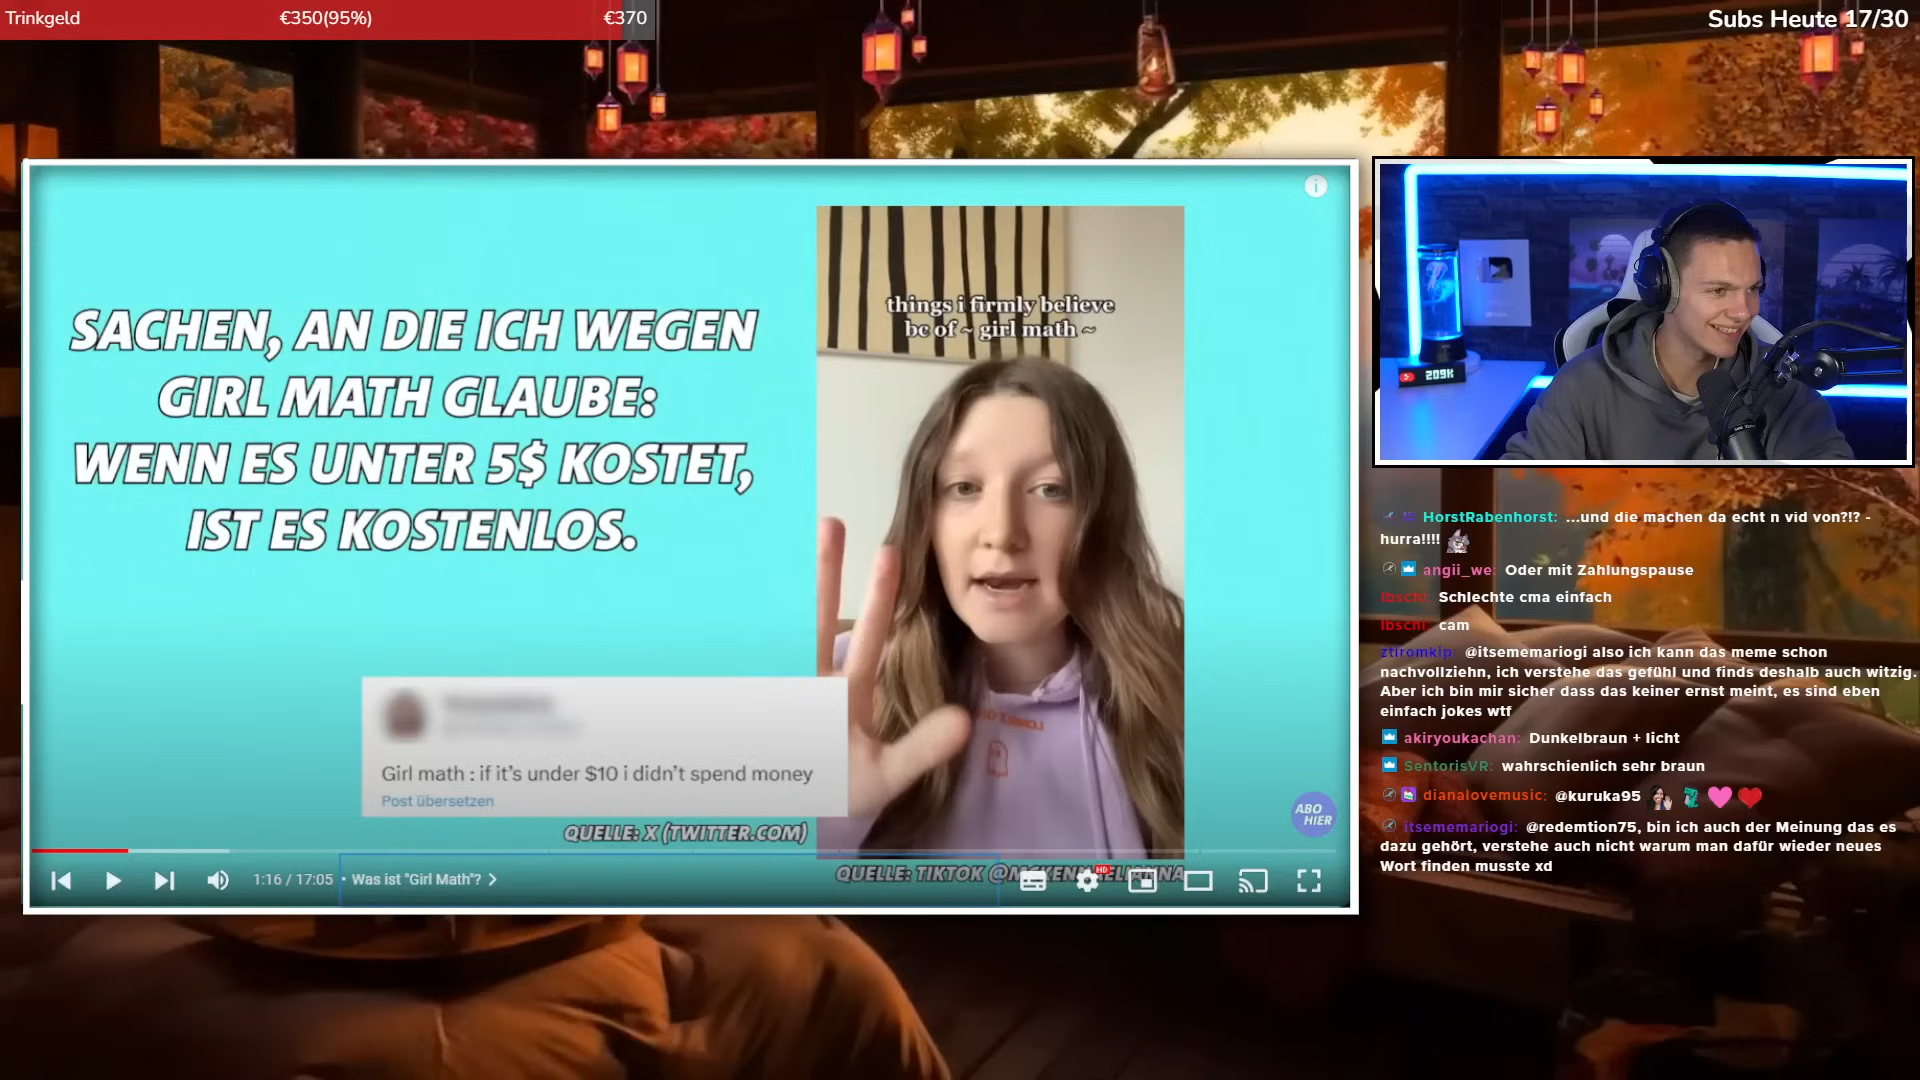 Trinkgeld €350(95%) €370
Subs Heute 17/30
SACHEN, AN DIE ICH WEGEN
GIRL MATH GLAUBE:
WENN ES UNTER 5$ KOSTET,
IST ES KOSTENLOS.
things i firmly believe
bc of ~ girl math ~
Girl math : if it's under $10 i didn't spend money
Post übersetzen
QUELLE: X (TWITTER.COM)
ABO
HIER
1:16 / 17:05 • Was ist "Girl Math"?
QUELLE: TIKTOK
HD
209K
HorstRabenhorst: ...und die machen da echt n vid von?!? -
hurra!!!!
angii_we: Oder mit Zahlungspause
lbschi: Schlechte cma einfach
lbschi: cam
ztiromkip: @itsememariogi also ich kann das meme schon
nachvollziehn, ich verstehe das gefühl und finds deshalb auch witzig.
Aber ich bin mir sicher dass das keiner ernst meint, es sind eben
einfach jokes wtf
akiryoukachan: Dunkelbraun + licht
SentorisVR: wahrschienlich sehr braun
dianalovemusic: @kuruka95
itsememariogi: @redemtion75, bin ich auch der Meinung das es
dazu gehört, verstehe auch nicht warum man dafür wieder neues
Wort finden musste xd